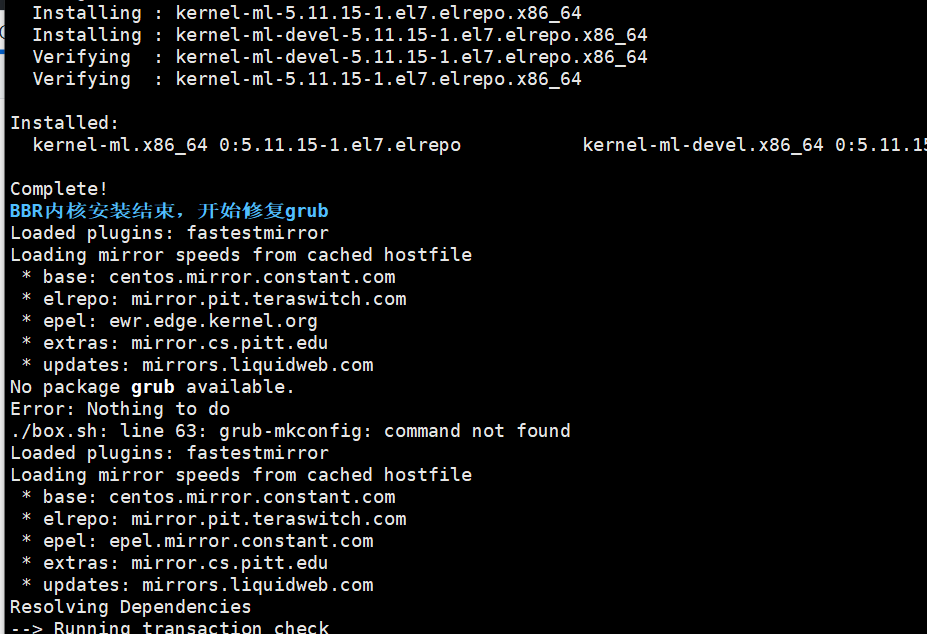 Installing : kernel-ml-5.11.15-1.el7.elrepo.x86_64
Installing : kernel-ml-devel-5.11.15-1.el7.elrepo.x86_64
Verifying  : kernel-ml-devel-5.11.15-1.el7.elrepo.x86_64
Verifying  : kernel-ml-5.11.15-1.el7.elrepo.x86_64
Installed:
kernel-ml.x86_64 0:5.11.15-1.el7.elrepo           kernel-ml-devel.x86_64 0:5.11.15
Complete!
BBR内核安装结束，开始修复grub
Loaded plugins: fastestmirror
Loading mirror speeds from cached hostfile
* base: centos.mirror.constant.com
* elrepo: mirror.pit.teraswitch.com
* epel: ewr.edge.kernel.org
* extras: mirror.cs.pitt.edu
* updates: mirrors.liquidweb.com
No package grub available.
Error: Nothing to do
./box.sh: line 63: grub-mkconfig: command not found
Loaded plugins: fastestmirror
Loading mirror speeds from cached hostfile
* base: centos.mirror.constant.com
* elrepo: mirror.pit.teraswitch.com
* epel: epel.mirror.constant.com
* extras: mirror.cs.pitt.edu
* updates: mirrors.liquidweb.com
Resolving Dependencies
--> Running transaction check